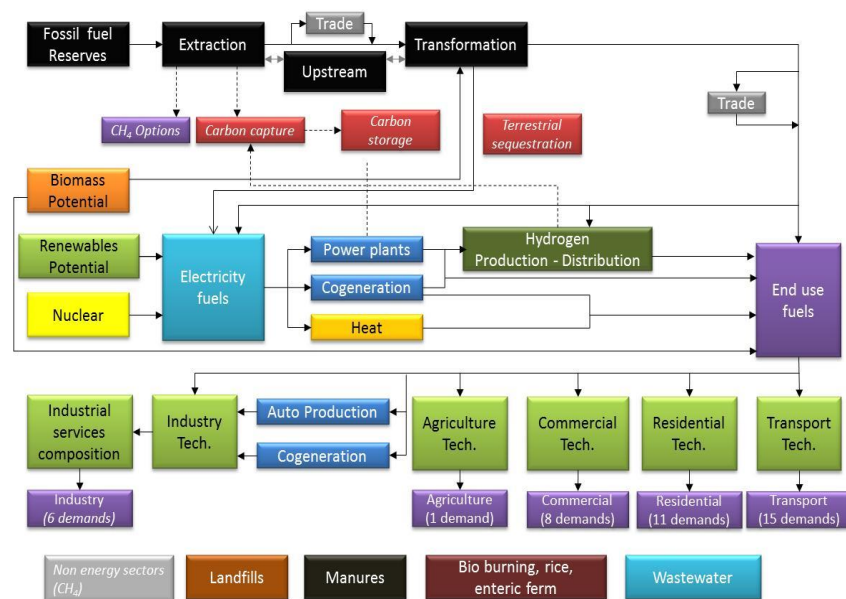 Fossil fuel
Reserves
Extraction
Trade
Transformation
Upstream
Trade
CH4 Options
Carbon capture
Carbon
storage
Terrestrial
sequestration
Biomass
Potential
Renewables
Potential
Nuclear
Electricity
fuels
Power plants
Cogeneration
Heat
Hydrogen
Production - Distribution
End use
fuels
Industrial
services
composition
Industry
Tech.
Auto Production
Cogeneration
Agriculture
Tech.
Commercial
Tech.
Residential
Tech.
Transport
Tech.
Industry
(6 demands)
Agriculture
(1 demand)
Commercial
(8 demands)
Residential
(11 demands)
Transport
(15 demands)
Non energy sectors
(CH4)
Landfills
Manures
Bio burning, rice,
enteric ferm
Wastewater